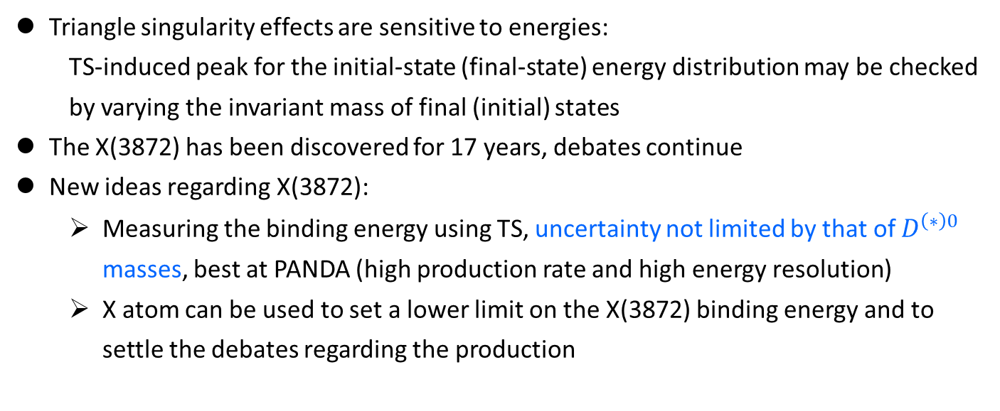 ● Triangle singularity effects are sensitive to energies:
TS-induced peak for the initial-state (final-state) energy distribution may be checked
by varying the invariant mass of final (initial) states
● The X(3872) has been discovered for 17 years, debates continue
● New ideas regarding X(3872):
➢ Measuring the binding energy using TS, uncertainty not limited by that of D^(*)0
masses, best at PANDA (high production rate and high energy resolution)
➢ X atom can be used to set a lower limit on the X(3872) binding energy and to
settle the debates regarding the production